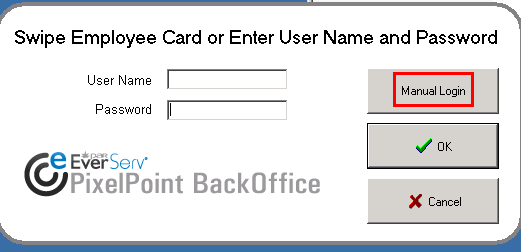 Swipe Employee Card or Enter User Name and Password
User Name
Manual Login
Password
OK
PAR
EverServ
PixelPoint BackOffice
Cancel